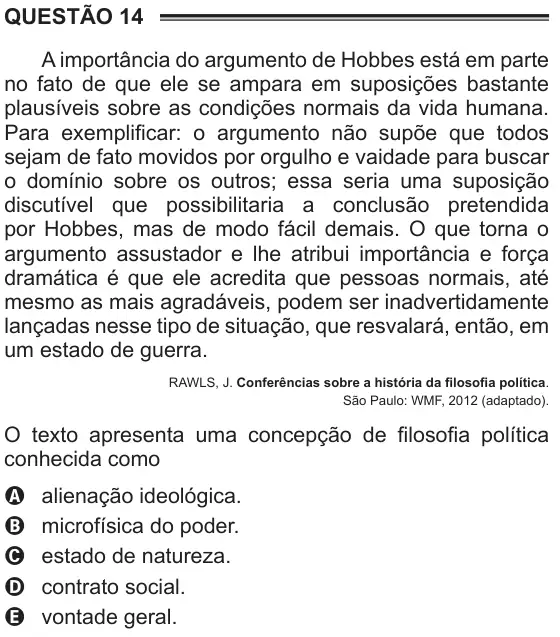 QUESTÃO 14
A importância do argumento de Hobbes está em parte
no fato de que ele se ampara em suposições bastante
plausíveis sobre as condições normais da vida humana.
Para exemplificar: o argumento não supõe que todos
sejam de fato movidos por orgulho e vaidade para buscar
o domínio sobre os outros; essa seria uma suposição
discutível que possibilitaria a conclusão pretendida
por Hobbes, mas de modo fácil demais. O que torna o
argumento assustador e lhe atribui importância e força
dramática é que ele acredita que pessoas normais, até
mesmo as mais agradáveis, podem ser inadvertidamente
lançadas nesse tipo de situação, que resvalará, então, em
um estado de guerra.
RAWLS, J. Conferências sobre a história da filosofia política.
São Paulo: WMF, 2012 (adaptado).
O texto apresenta uma concepção de filosofia política
conhecida como
A alienação ideológica.
B microfísica do poder.
C estado de natureza.
D contrato social.
E vontade geral.